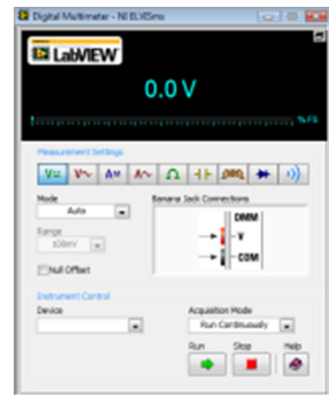 Digital Multimeter - NI ELVISmx
LabVIEW
0.0 V
% FS
Measurement Settings
V V A A Ω
Mode
Banana Jack Connections
Auto
DMM
V
COM
Range
100mV
Null Offset
Instrument Control
Device
Acquisition Mode
Run Continuously
Run Stop Help